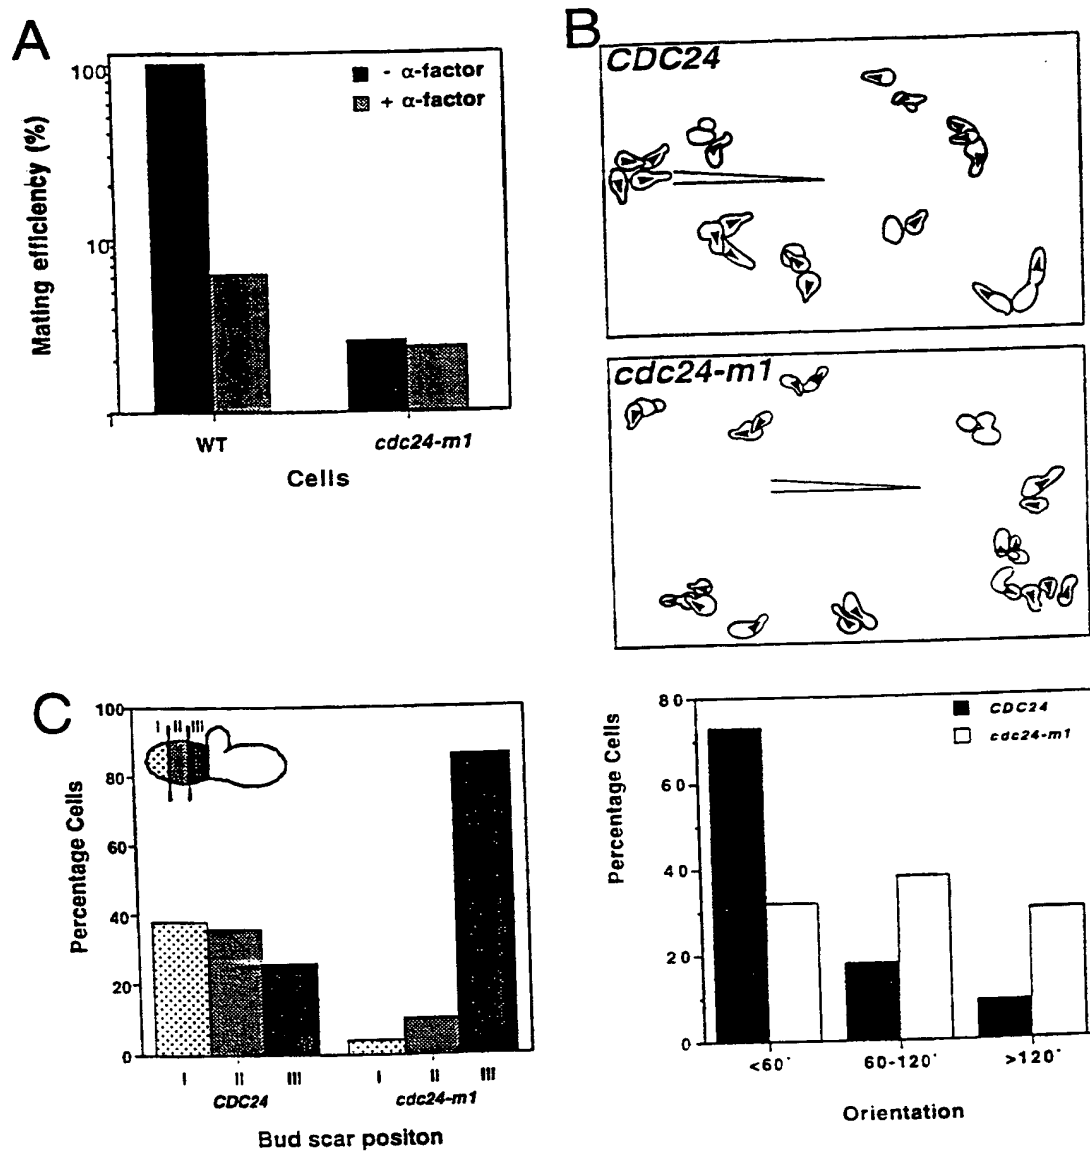 A
Mating efficiency (%)
100
10
- α-factor
+ α-factor
WT
cdc24-m1
Cells
B
CDC24
cdc24-m1
Percentage Cells
80
60
40
20
0
CDC24
cdc24-m1
<60°
60-120°
>120°
Orientation
C
Percentage Cells
100
80
60
40
20
0
I II III
I II III
I II III
CDC24
cdc24-m1
Bud scar positon